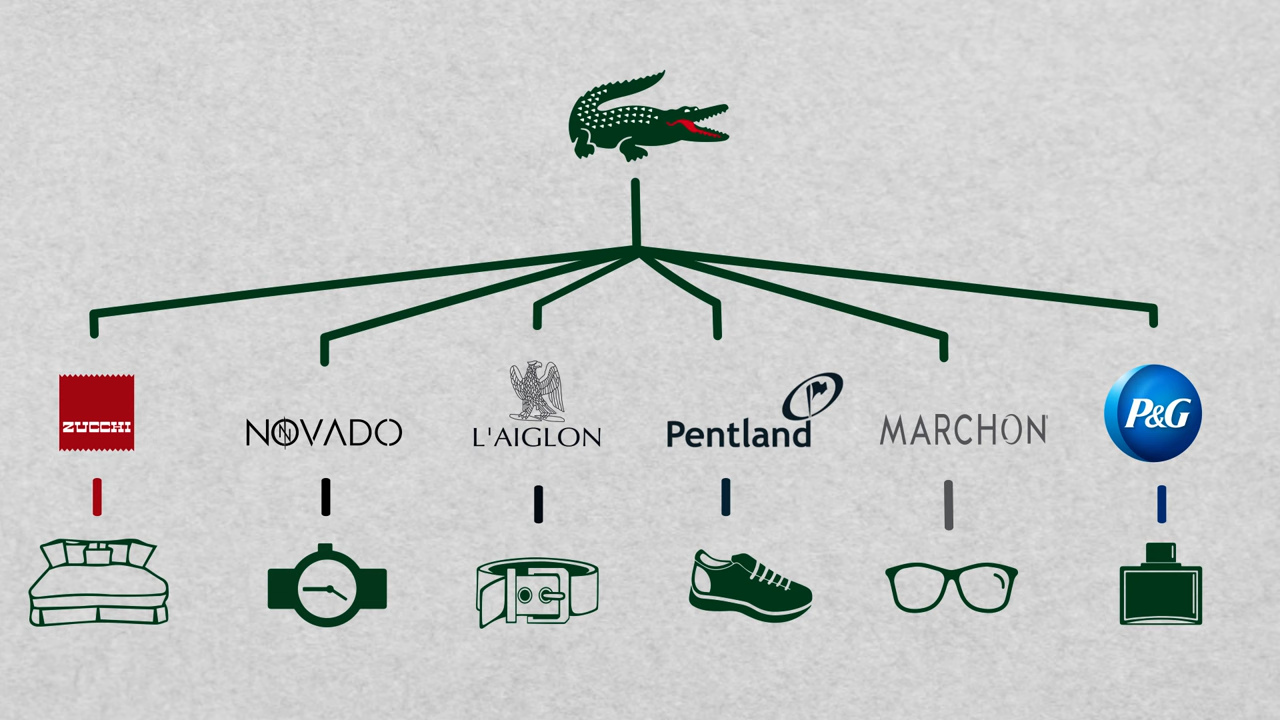 ZUCCHI
NOVADO
L'AIGLON
Pentland
MARCHON
P&G